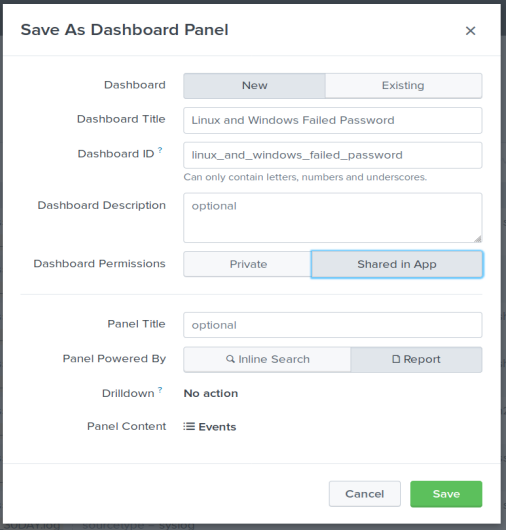 Save As Dashboard Panel ×
Dashboard New Existing
Dashboard Title Linux and Windows Failed Password
Dashboard ID ? linux_and_windows_failed_password
Can only contain letters, numbers and underscores.
Dashboard Description optional
Dashboard Permissions Private Shared in App
Panel Title optional
Panel Powered By Inline Search Report
Drilldown ? No action
Panel Content Events
Cancel Save